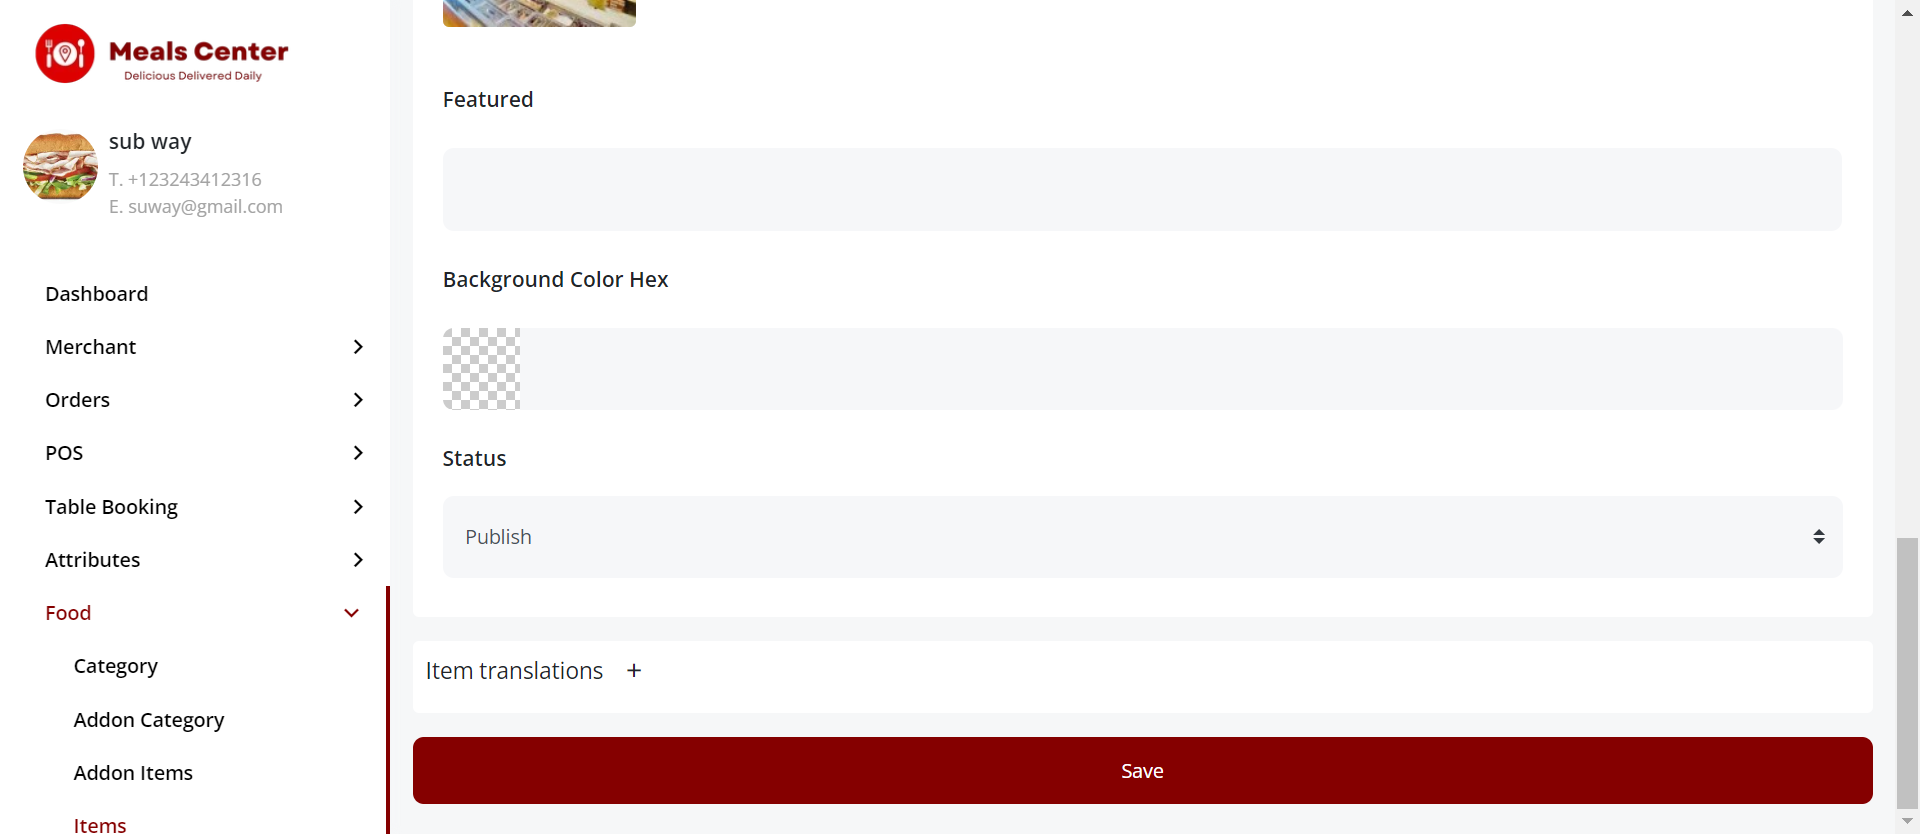 Meals Center
Delicious Delivered Daily
sub way
T. +123243412316
E. suway@gmail.com
Dashboard
Merchant
Orders
POS
Table Booking
Attributes
Food
Category
Addon Category
Addon Items
Items
Featured
Background Color Hex
Status
Publish
Item translations +
Save